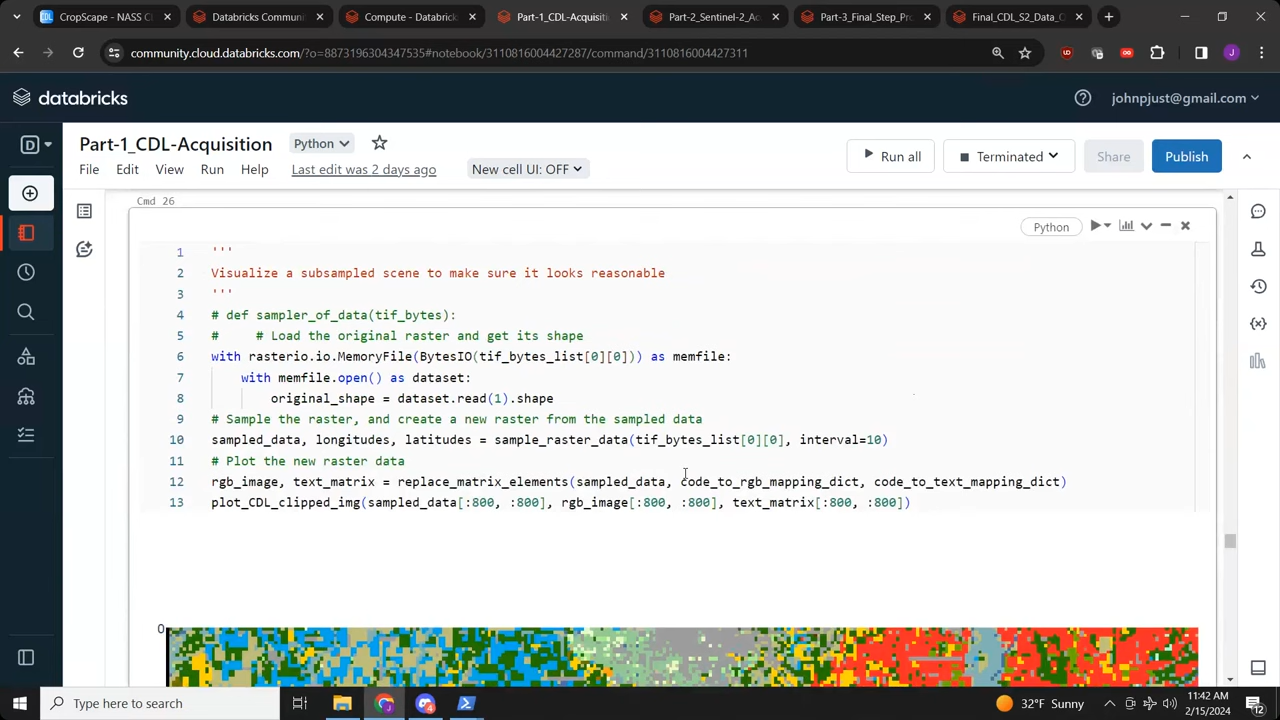 CropScape - NASS CL
Databricks Communi
Compute - Databricks
Part-1_CDL-Acquisiti
Part-2_Sentinel-2_Ac
Part-3_Final_Step_Pro
Final_CDL_S2_Data_O
community.cloud.databricks.com/?o=8873196304347535#notebook/3110816004427287/command/3110816004427311
databricks
johnpjust@gmail.com
Part-1_CDL-Acquisition
Python
Run all
Terminated
Share
Publish
File Edit View Run Help
Last edit was 2 days ago
New cell UI: OFF
Cmd 26
Python
1 '''
2 Visualize a subsampled scene to make sure it looks reasonable
3 '''
4 # def sampler_of_data(tif_bytes):
5 #     # Load the original raster and get its shape
6 with rasterio.io.MemoryFile(BytesIO(tif_bytes_list[0][0])) as memfile:
7     with memfile.open() as dataset:
8         original_shape = dataset.read(1).shape
9 # Sample the raster, and create a new raster from the sampled data
10 sampled_data, longitudes, latitudes = sample_raster_data(tif_bytes_list[0][0], interval=10)
11 # Plot the new raster data
12 rgb_image, text_matrix = replace_matrix_elements(sampled_data, code_to_rgb_mapping_dict, code_to_text_mapping_dict)
13 plot_CDL_clipped_img(sampled_data[:800, :800], rgb_image[:800, :800], text_matrix[:800, :800])
0
Type here to search
32°F Sunny
11:42 AM
2/15/2024
12